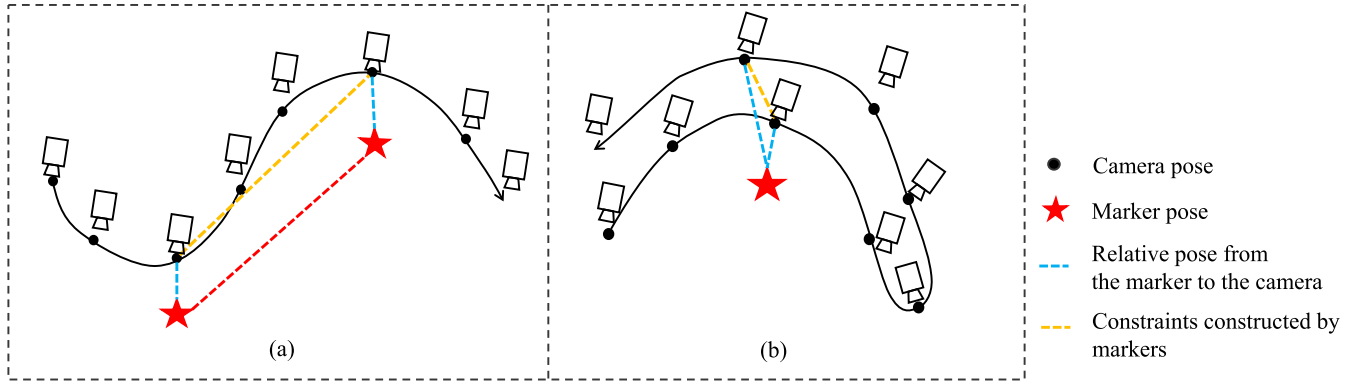 (a)
(b)
Camera pose
Marker pose
Relative pose from
the marker to the camera
Constraints constructed by
markers